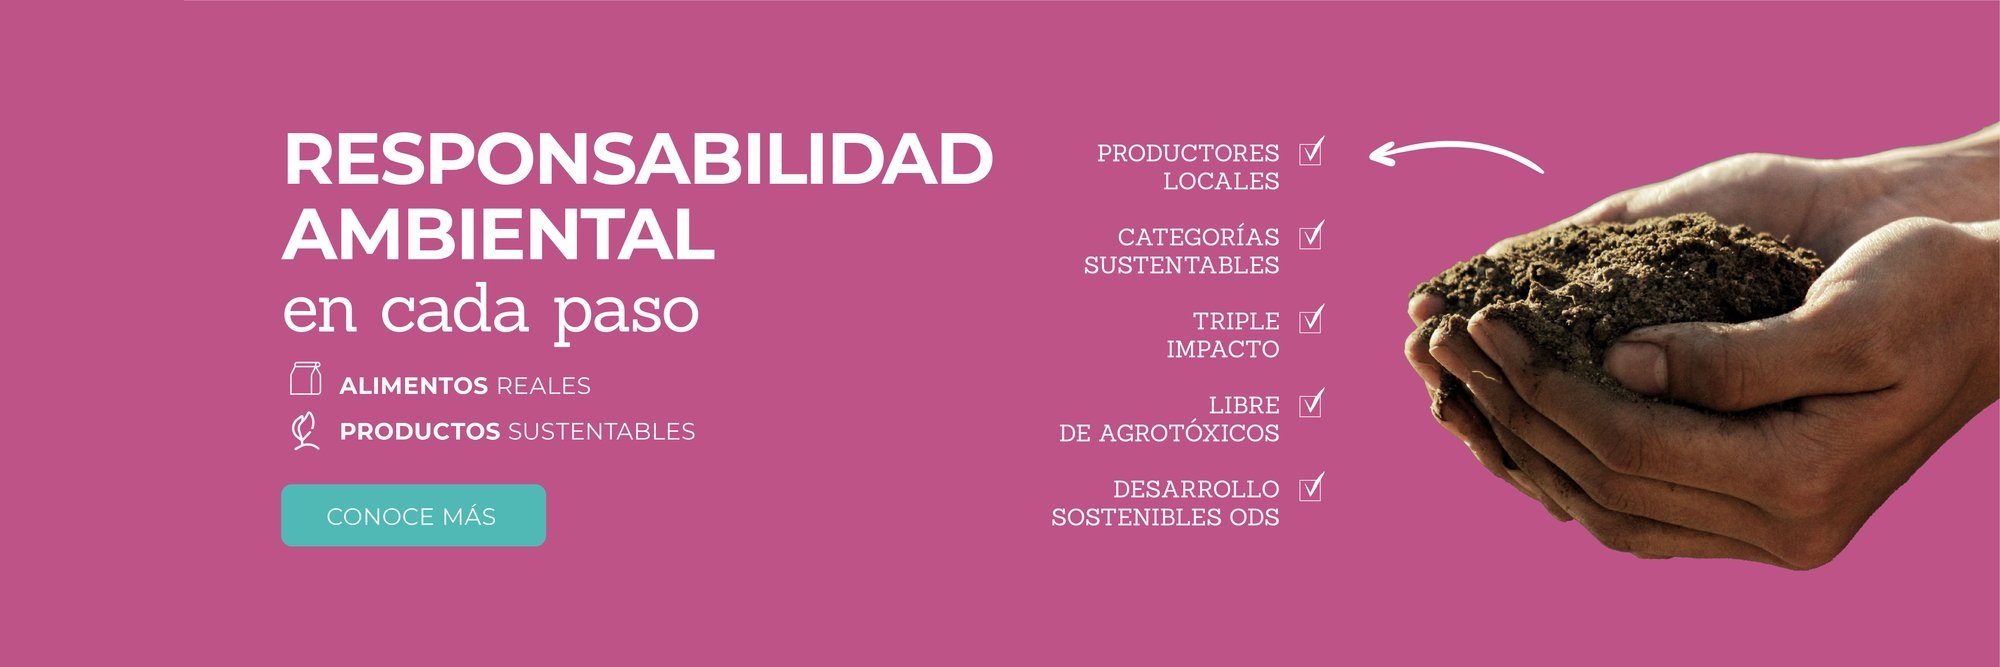 RESPONSABILIDAD
AMBIENTAL
en cada paso
ALIMENTOS REALES
PRODUCTOS SUSTENTABLES
CONOCE MÁS
PRODUCTORES
LOCALES
CATEGORÍAS
SUSTENTABLES
TRIPLE
IMPACTO
LIBRE
DE AGROTÓXICOS
DESARROLLO
SOSTENIBLES ODS